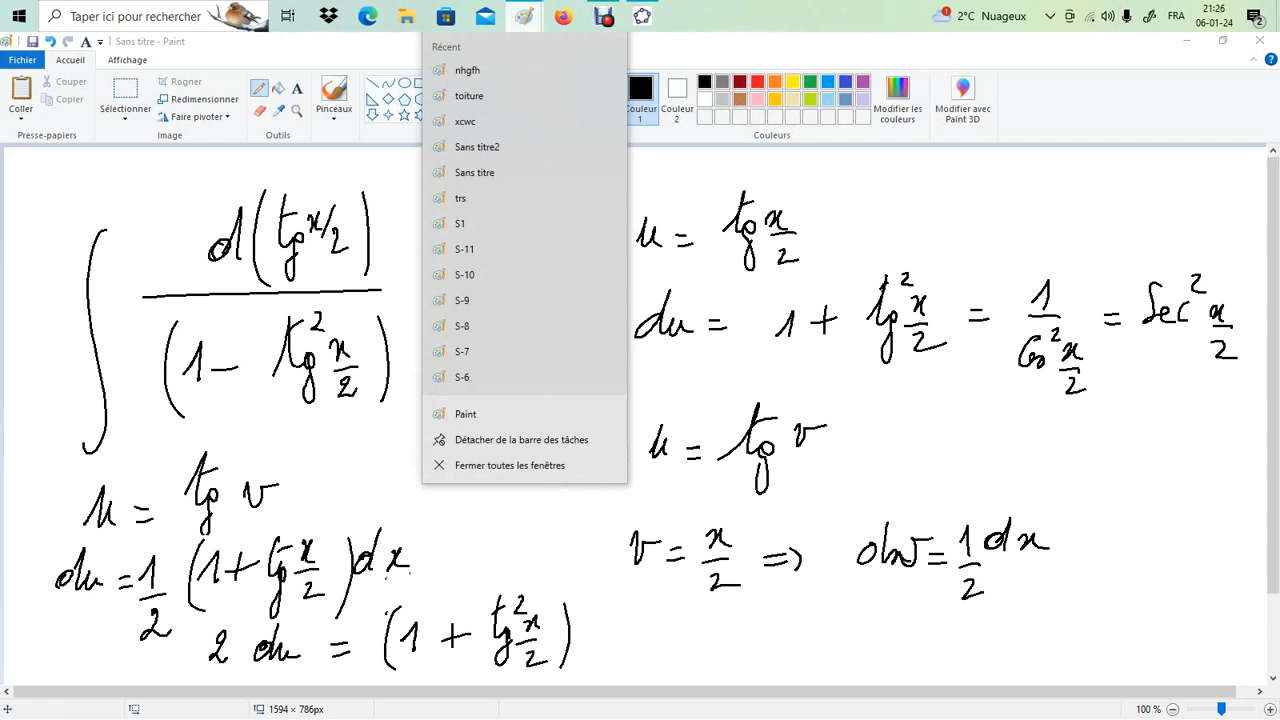 Taper ici pour rechercher
2°C Nuageux
FRA
21:26
06-01-24
2
Sans titre - Paint
Fichier
Accueil
Affichage
Coller
Couper
Copier
Presse-papiers
Sélectionner
Rogner
Redimensionner
Faire pivoter
Image
Outils
Pinceaux
Couleur 1
Couleur 2
Modifier les couleurs
Modifier avec Paint 3D
Couleurs
Récent
nhgfh
toiture
xcwc
Sans titre2
Sans titre
trs
S1
S-11
S-10
S-9
S-8
S-7
S-6
Paint
Détacher de la barre des tâches
Fermer toutes les fenêtres
∫ d(tg x/2) / (1 - tg² x/2)
u = tg v
du = 1/2 (1 + tg x/2) dx
2 du = (1 + tg² x/2)
u = tg x/2
du = 1 + tg² x/2 = 1/Cos² x/2 = Sec² x/2
u = tg v
v = x/2 => dv = 1/2 dx
1594 × 786px
100 %